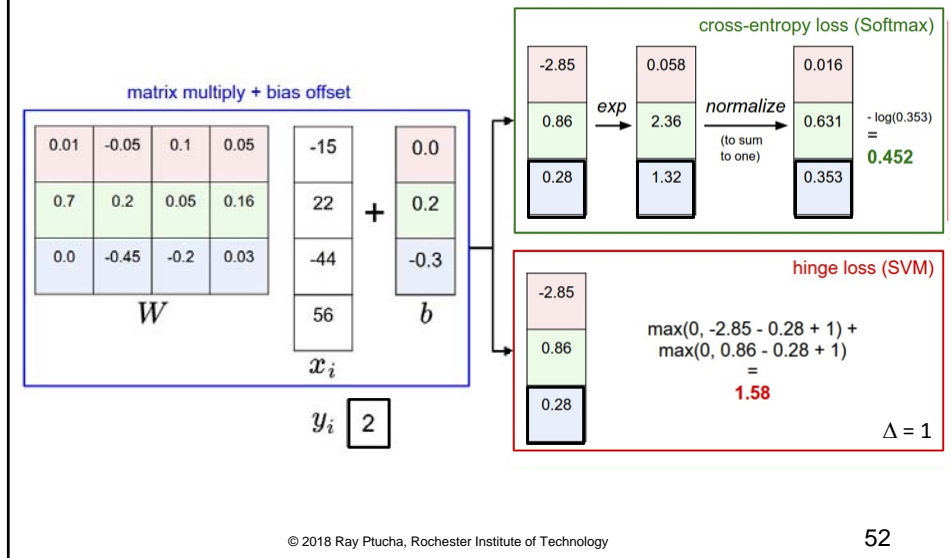 matrix multiply + bias offset
0.01 -0.05 0.1 0.05
0.7 0.2 0.05 0.16
0.0 -0.45 -0.2 0.03
W
-15
22
-44
56
x_i
+
0.0
0.2
-0.3
b
y_i 2
cross-entropy loss (Softmax)
-2.85
0.86
0.28
exp
0.058
2.36
1.32
normalize
(to sum
to one)
0.016
0.631
0.353
- log(0.353)
=
0.452
hinge loss (SVM)
-2.85
0.86
0.28
max(0, -2.85 - 0.28 + 1) +
max(0, 0.86 - 0.28 + 1)
=
1.58
Δ = 1
© 2018 Ray Ptucha, Rochester Institute of Technology
52